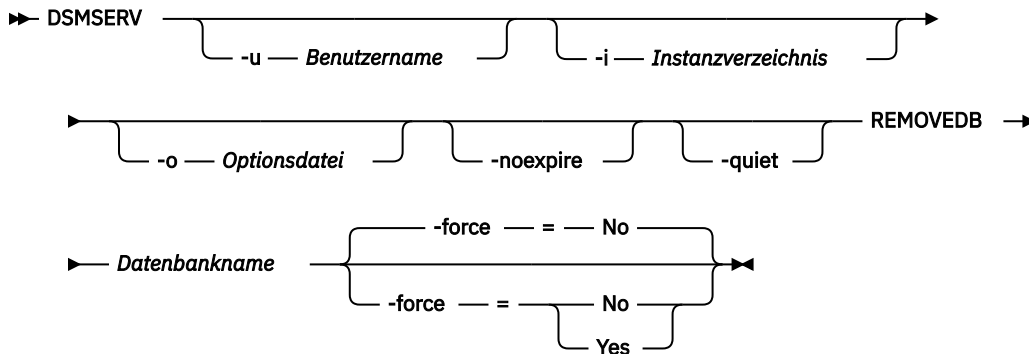 DSMSERV
-u Benutzername -i Instanzverzeichnis
REMOVEDB
-o Optionsdatei -noexpire -quiet
-force = No
Datenbankname
-force = No
Yes